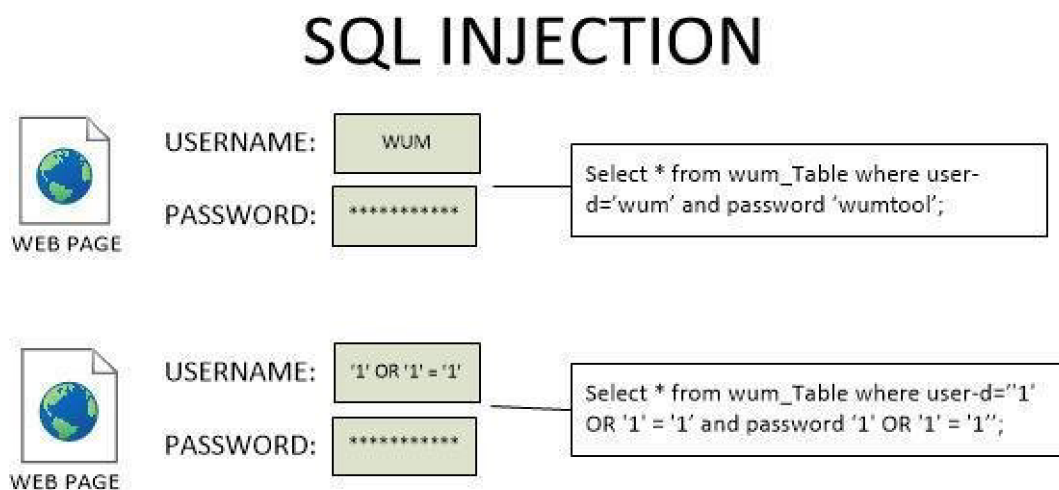 SQL INJECTION
USERNAME:
WUM
PASSWORD:
***********
WEB PAGE
Select * from wum_Table where user-
d=‘wum’ and password ‘wumtool’;
USERNAME:
'1' OR '1' = '1'
PASSWORD:
***********
WEB PAGE
Select * from wum_Table where user-d=‘'1'
OR '1' = '1’ and password ‘1' OR '1' = '1'’;